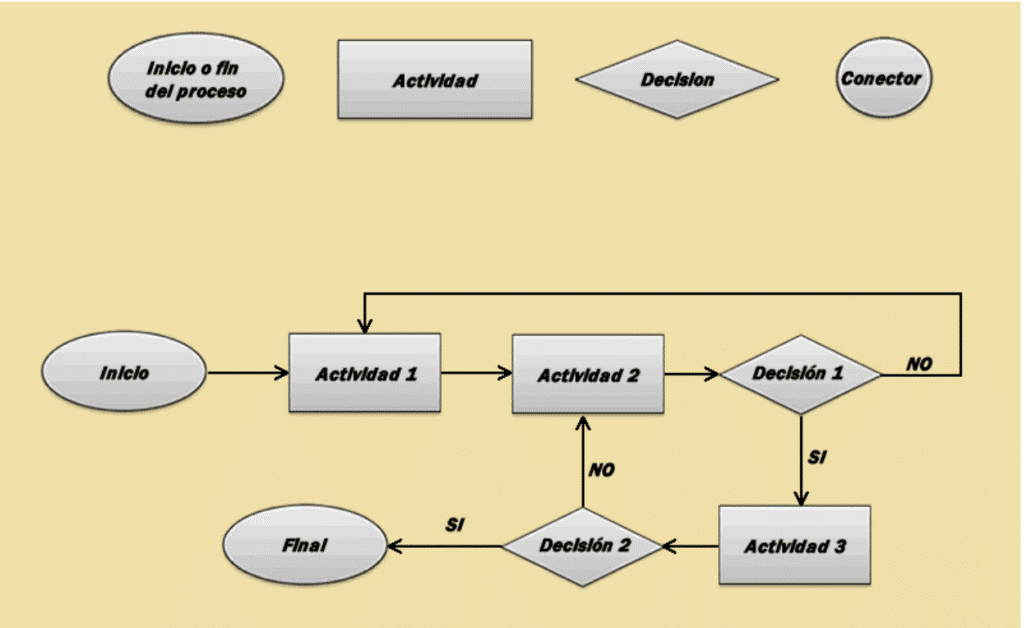 Inicio o fin
del proceso
Actividad
Decision
Conector
Inicio
Actividad 1
Actividad 2
Decisión 1
NO
SI
NO
Final
SI
Decisión 2
Actividad 3